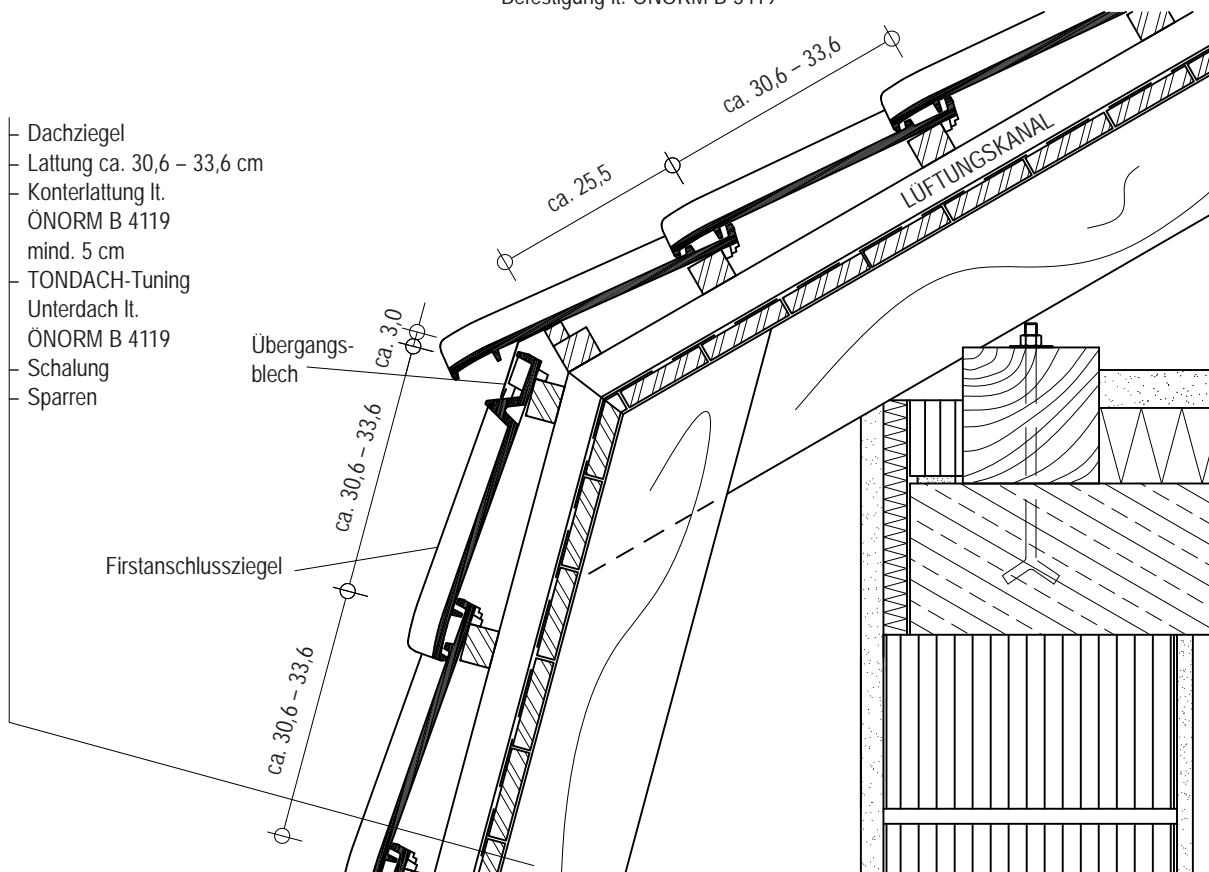 ca. 30,6 – 33,6
ca. 25,5
LÜFTUNGSKANAL
– Dachziegel
– Lattung ca. 30,6 – 33,6 cm
– Konterlattung lt.
ÖNORM B 4119
mind. 5 cm
– TONDACH-Tuning
Unterdach lt.
ÖNORM B 4119
– Schalung
– Sparren
ca. 3,0
Übergangs-
blech
ca. 30,6 – 33,6
Firstanschlussziegel
ca. 30,6 – 33,6